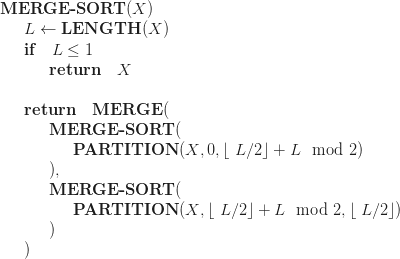 MERGE-SORT(X)
L ← LENGTH(X)
if L ≤ 1
return X
return MERGE(
MERGE-SORT(
PARTITION(X, 0, ⌊ L/2⌋ + L mod 2)
),
MERGE-SORT(
PARTITION(X, ⌊ L/2⌋ + L mod 2, ⌊ L/2⌋)
)
)